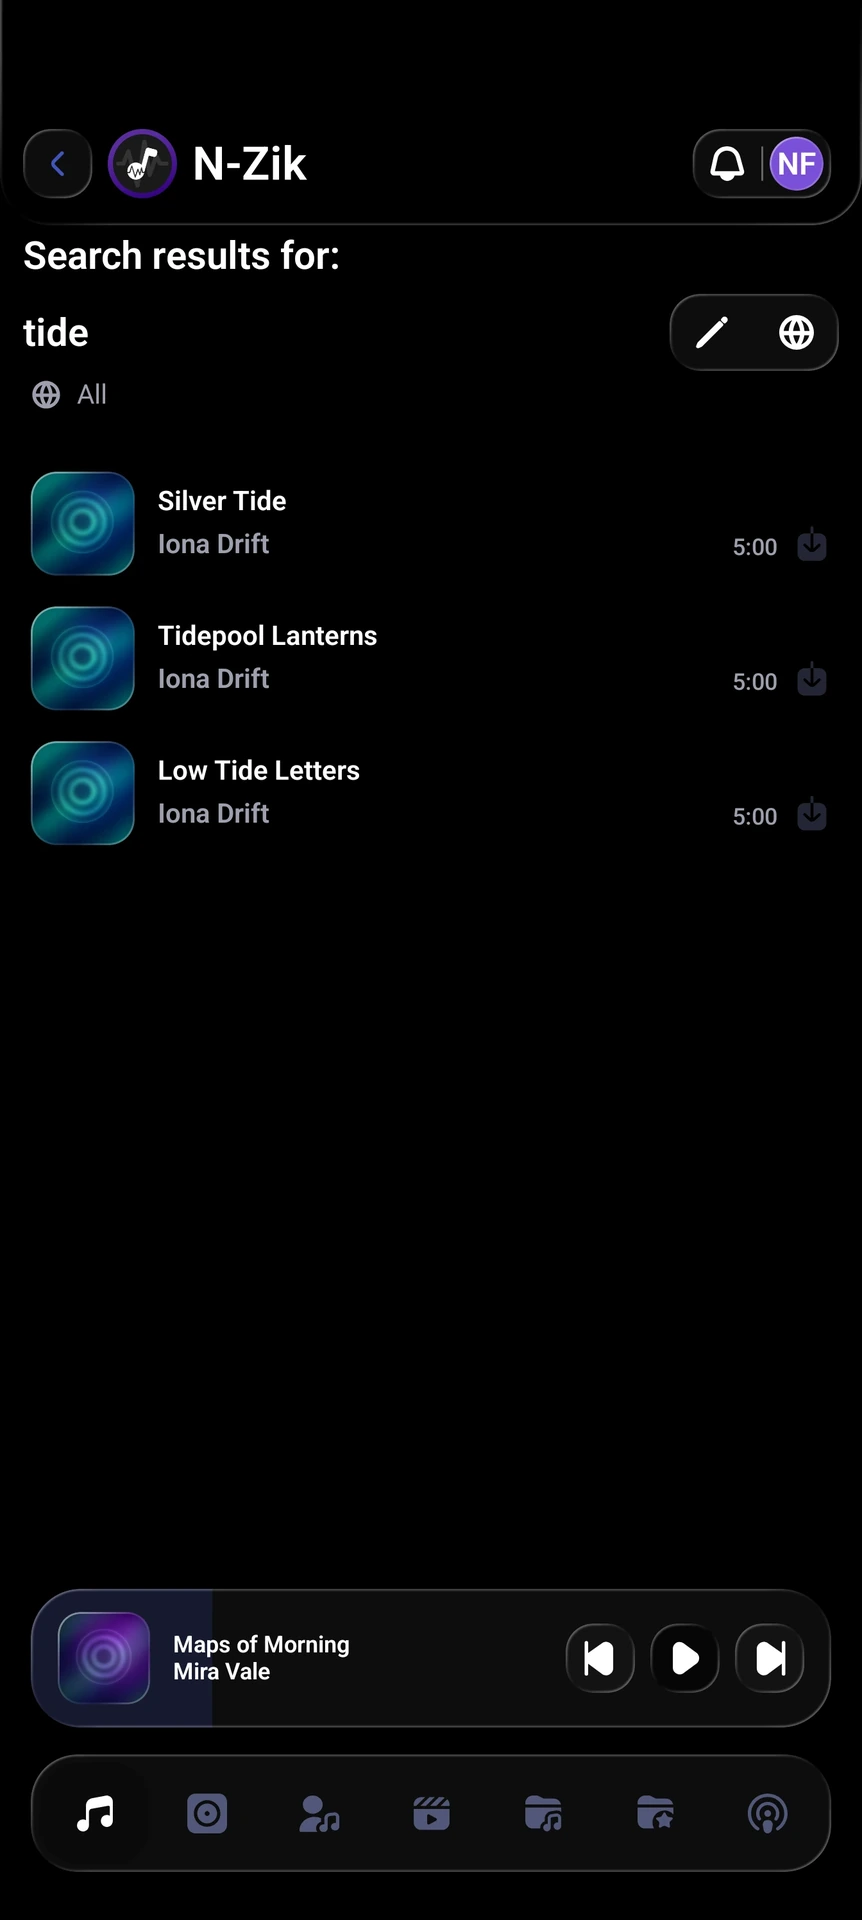 N-Zik
NF
Search results for:
tide
All
Silver Tide
Iona Drift
5:00
Tidepool Lanterns
Iona Drift
5:00
Low Tide Letters
Iona Drift
5:00
Maps of Morning
Mira Vale